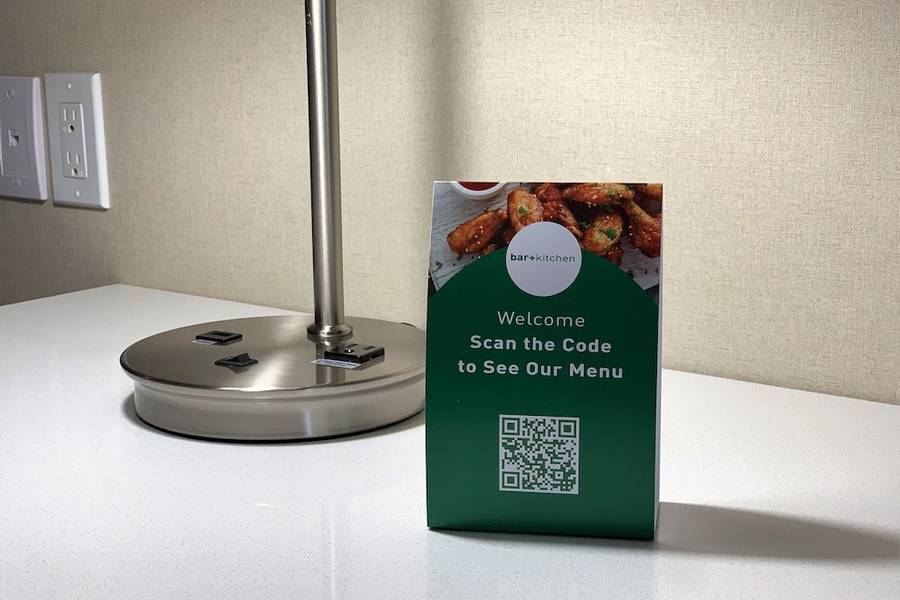 bar+kitchen
Welcome
Scan the Code
to See Our Menu